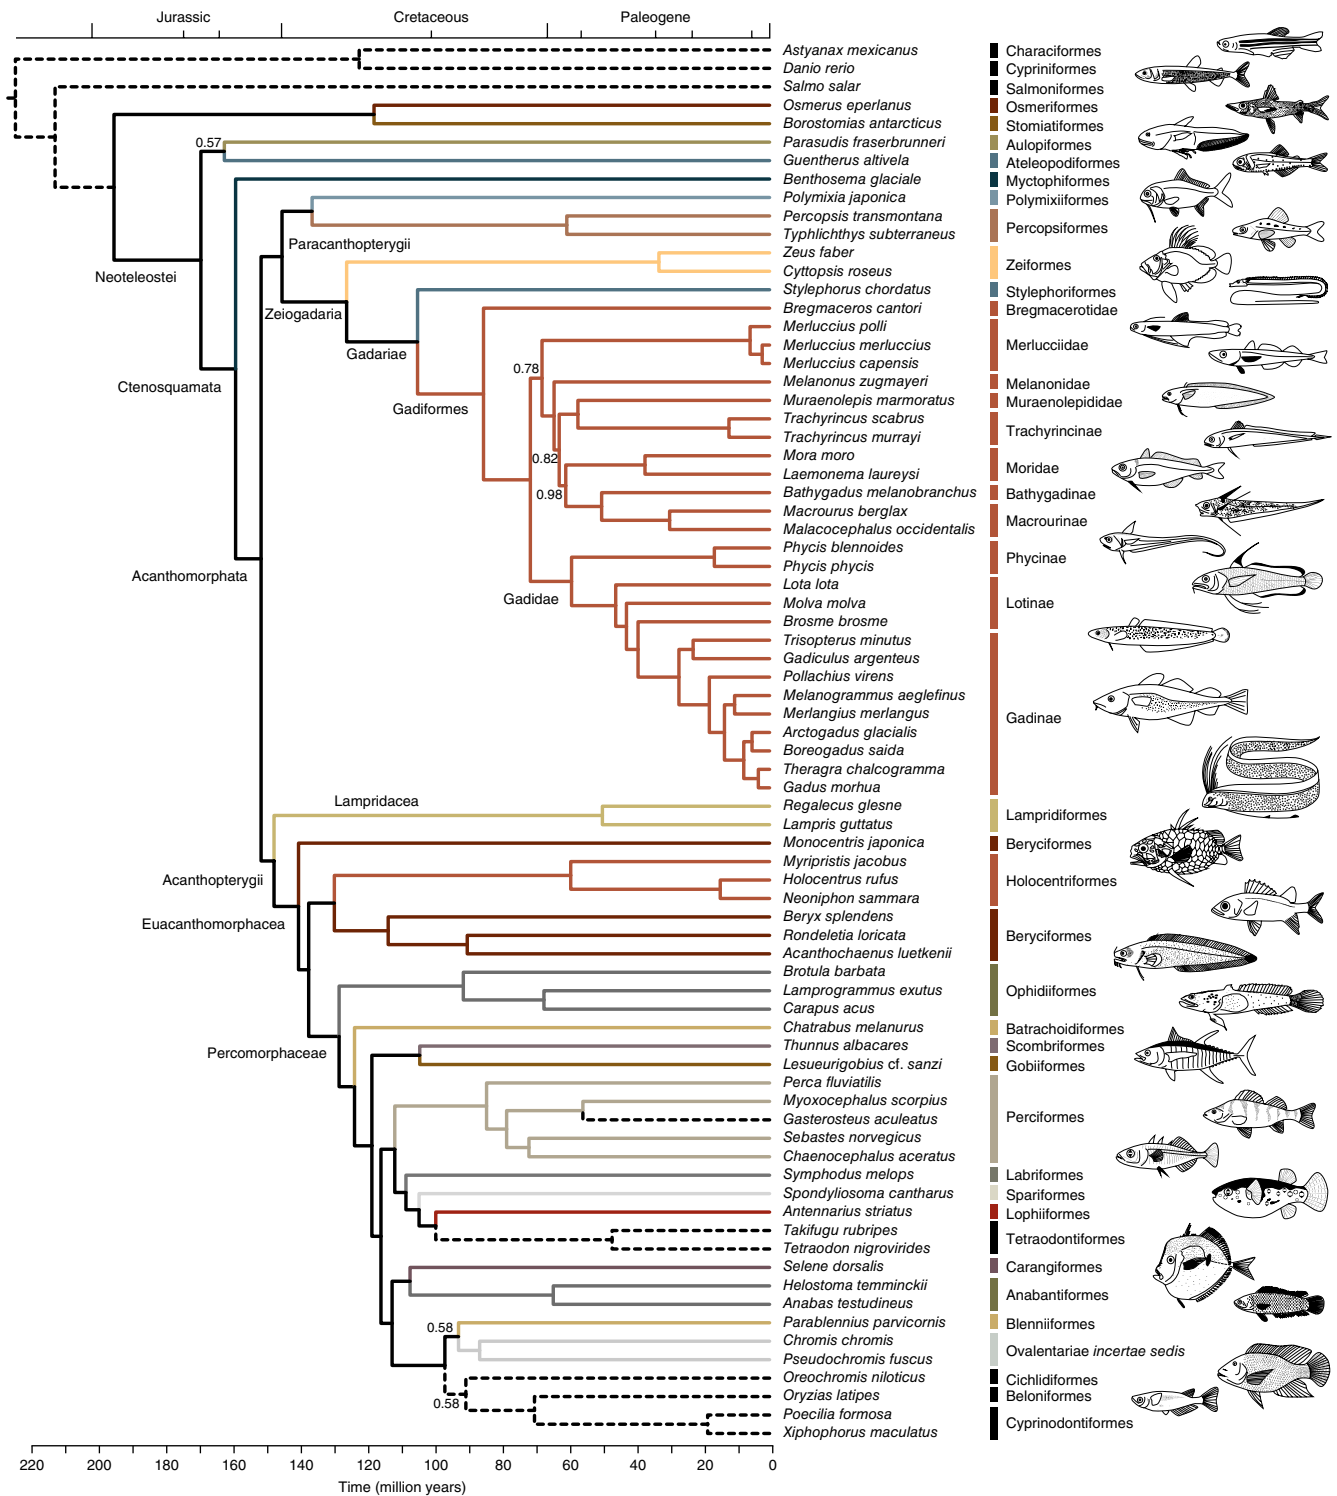 Jurassic Cretaceous Paleogene
Astyanax mexicanus Characiformes
Danio rerio Cypriniformes
Salmo salar Salmoniformes
Osmerus eperlanus Osmeriformes
Borostomias antarcticus Stomiatiformes
0.57 Parasudis fraserbrunneri Aulopiformes
Guentherus altivela Ateleopodiformes
Benthosema glaciale Myctophiformes
Polymixia japonica Polymixiiformes
Percopsis transmontana Percopsiformes
Typhlichthys subterraneus
Paracanthopterygii
Zeus faber Zeiformes
Neoteleostei Cyttopsis roseus
Stylephorus chordatus Stylephoriformes
Zeiogadaria Bregmaceros cantori Bregmacerotidae
Merluccius polli
Gadariae Merluccius merluccius Merlucciidae
Merluccius capensis
0.78
Ctenosquamata Melanonus zugmayeri Melanonidae
Gadiformes Muraenolepis marmoratus Muraenolepididae
Trachyrincus scabrus Trachyrincinae
Trachyrincus murrayi
0.82 Mora moro Moridae
Laemonema laureysi
0.98 Bathygadus melanobranchus Bathygadinae
Macrourus berglax Macrourinae
Malacocephalus occidentalis
Phycis blennoides Phycinae
Phycis phycis
Acanthomorphata
Lota lota
Gadidae Molva molva Lotinae
Brosme brosme
Trisopterus minutus
Gadiculus argenteus
Pollachius virens
Melanogrammus aeglefinus
Merlangius merlangus Gadinae
Arctogadus glacialis
Boreogadus saida
Theragra chalcogramma
Gadus morhua
Lampridacea Regalecus glesne Lampridiformes
Lampris guttatus
Monocentris japonica Beryciformes
Myripristis jacobus
Acanthopterygii Holocentrus rufus Holocentriformes
Neoniphon sammara
Euacanthomorphacea Beryx splendens
Rondeletia loricata Beryciformes
Acanthochaenus luetkenii
Brotula barbata
Lamprogrammus exutus Ophidiiformes
Carapus acus
Chatrabus melanurus Batrachoidiformes
Percomorphaceae Thunnus albacares Scombriformes
Lesueurigobius cf. sanzi Gobiiformes
Perca fluviatilis
Myoxocephalus scorpius
Gasterosteus aculeatus Perciformes
Sebastes norvegicus
Chaenocephalus aceratus
Symphodus melops Labriformes
Spondyliosoma cantharus Spariformes
Antennarius striatus Lophiiformes
Takifugu rubripes Tetraodontiformes
Tetraodon nigrovirides
Selene dorsalis Carangiformes
Helostoma temminckii Anabantiformes
Anabas testudineus
0.58 Parablennius parvicornis Blenniiformes
Chromis chromis Ovalentariae incertae sedis
Pseudochromis fuscus
Oreochromis niloticus Cichlidiformes
0.58 Oryzias latipes Beloniformes
Poecilia formosa Cyprinodontiformes
Xiphophorus maculatus
220 200 180 160 140 120 100 80 60 40 20 0
Time (million years)